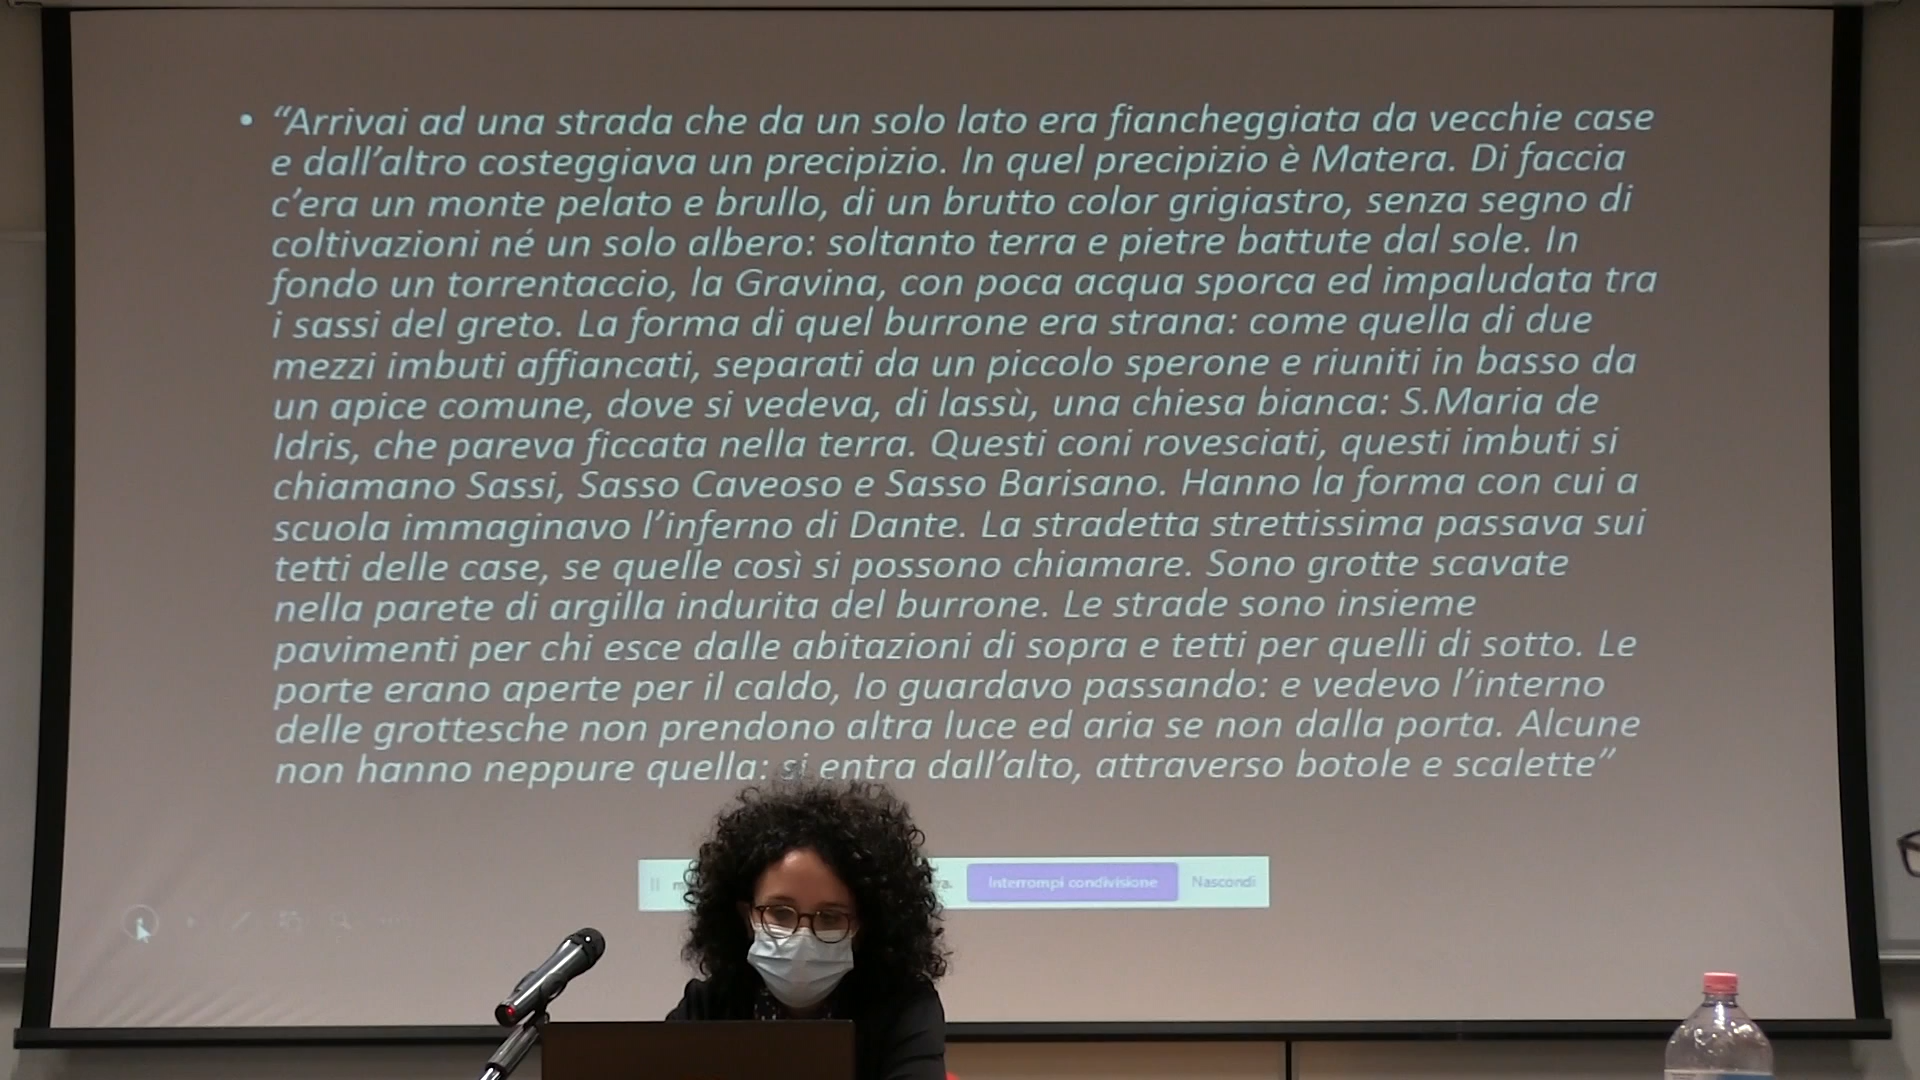 • “Arrivai ad una strada che da un solo lato era fiancheggiata da vecchie case
e dall’altro costeggiava un precipizio. In quel precipizio è Matera. Di faccia
c’era un monte pelato e brullo, di un brutto color grigiastro, senza segno di
coltivazioni né un solo albero: soltanto terra e pietre battute dal sole. In
fondo un torrentaccio, la Gravina, con poca acqua sporca ed impaludata tra
i sassi del greto. La forma di quel burrone era strana: come quella di due
mezzi imbuti affiancati, separati da un piccolo sperone e riuniti in basso da
un apice comune, dove si vedeva, di lassù, una chiesa bianca: S.Maria de
Idris, che pareva ficcata nella terra. Questi coni rovesciati, questi imbuti si
chiamano Sassi, Sasso Caveoso e Sasso Barisano. Hanno la forma con cui a
scuola immaginavo l’inferno di Dante. La stradetta strettissima passava sui
tetti delle case, se quelle così si possono chiamare. Sono grotte scavate
nella parete di argilla indurita del burrone. Le strade sono insieme
pavimenti per chi esce dalle abitazioni di sopra e tetti per quelli di sotto. Le
porte erano aperte per il caldo, Io guardavo passando: e vedevo l’interno
delle grottesche non prendono altra luce ed aria se non dalla porta. Alcune
non hanno neppure quella: si entra dall’alto, attraverso botole e scalette”
Interrompi condivisione Nascondi